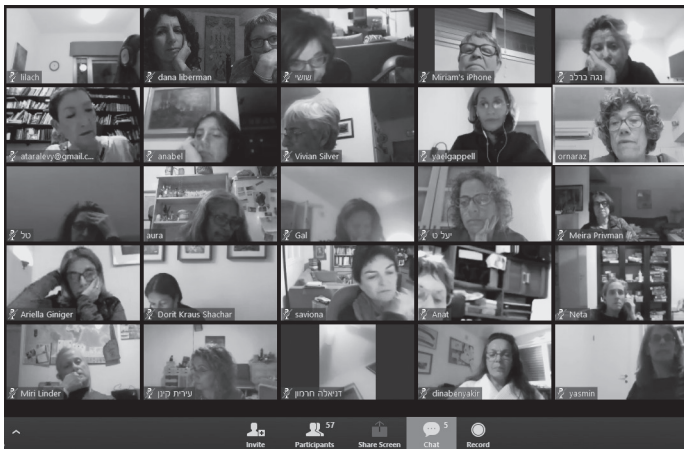 lilach
dana liberman
שושי
Miriam's iPhone
נגה ברלב
ataralevy@gmail.c...
anabel
Vivian Silver
yaelgappell
ornaraz
טל
aura
Gal
יעל ט
Meira Privman
Ariella Giniger
Dorit Kraus Shachar
saviona
Anat
Neta
Miri Linder
עירית קינן
דניאלה חרמון
dinabenyakir
yasmin
Invite
57
Participants
Share Screen
5
Chat
Record